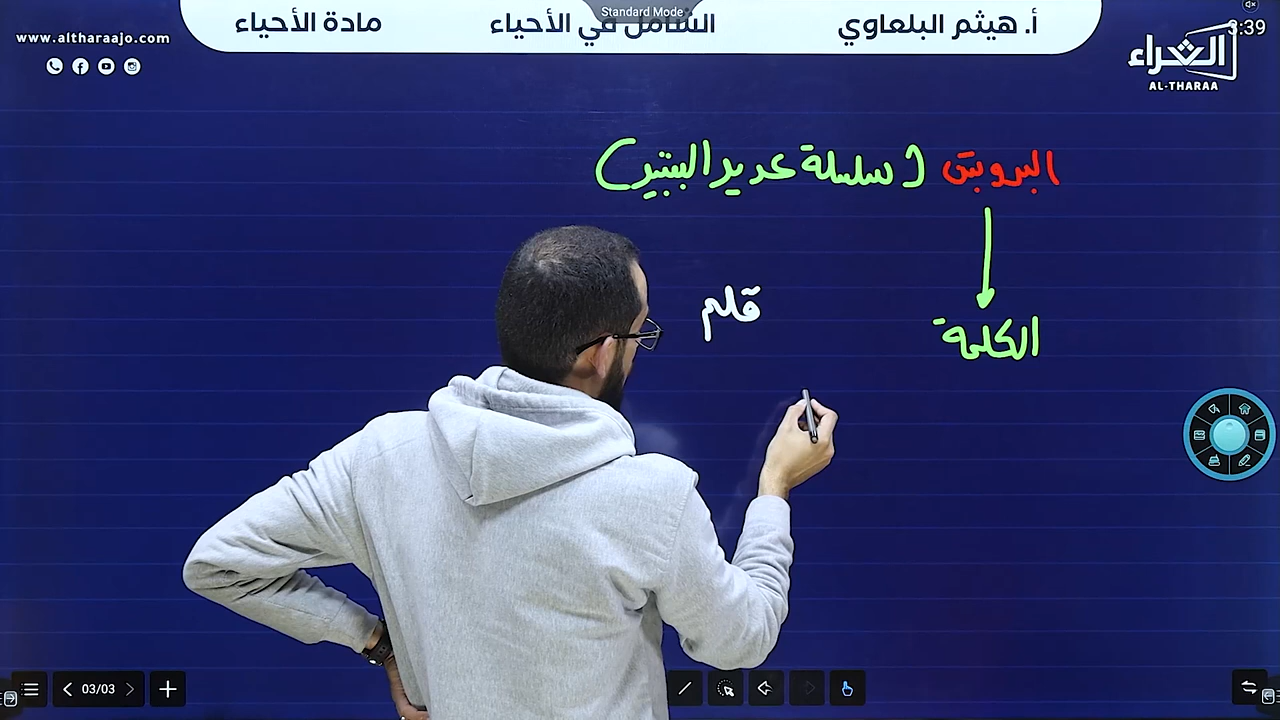 Standard Mode
أ. هيثم البلعاوي
الشامل في الأحياء
مادة الأحياء
www.altharaajo.com
3:39
الثراء
AL-THARAA
البروتين (سلسلة عديد الببتيد)
قلم
الكلمة
03/03